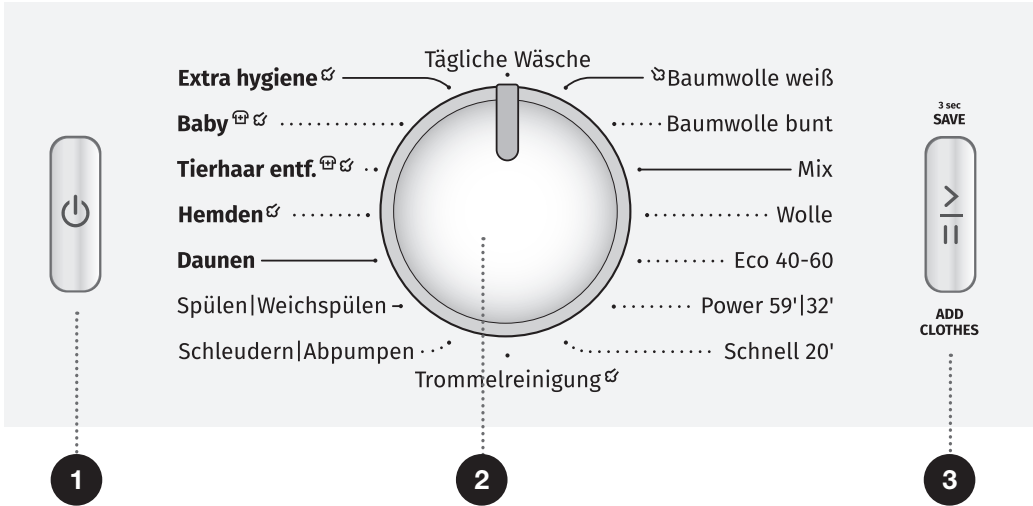 Tägliche Wäsche
Extra hygiene
Baby
Tierhaar entf.
Hemden
Daunen
Spülen|Weichspülen
Schleudern|Abpumpen
Trommelreinigung
Baumwolle weiß
Baumwolle bunt
Mix
Wolle
Eco 40-60
Power 59'|32'
Schnell 20'
3 sec
SAVE
ADD
CLOTHES
1
2
3